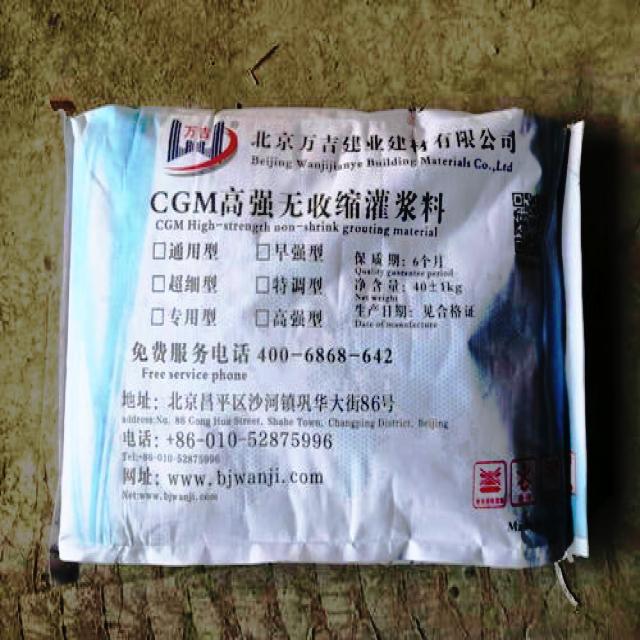 万吉
®
北京万吉建业建材有限公司
Beijing Wanjijianye Building Materials Co.,Ltd
CGM高强无收缩灌浆料
CGM High-strength non-shrink grouting material
□通用型 □早强型
□超细型 □特调型
□专用型 □高强型
保质期: 6个月
Quality guarantee period
净含量: 40±1kg
Net weight
生产日期: 见合格证
Date of manufacture
免费服务电话 400-6868-642
Free service phone
地址: 北京昌平区沙河镇巩华大街86号
address:No. 86 Gong Hua Street, Shahe Town, Changping District, Beijing
电话: +86-010-52875996
Tel:+86-010-52875996
网址: www.bjwanji.com
Net:www.bjwanji.com